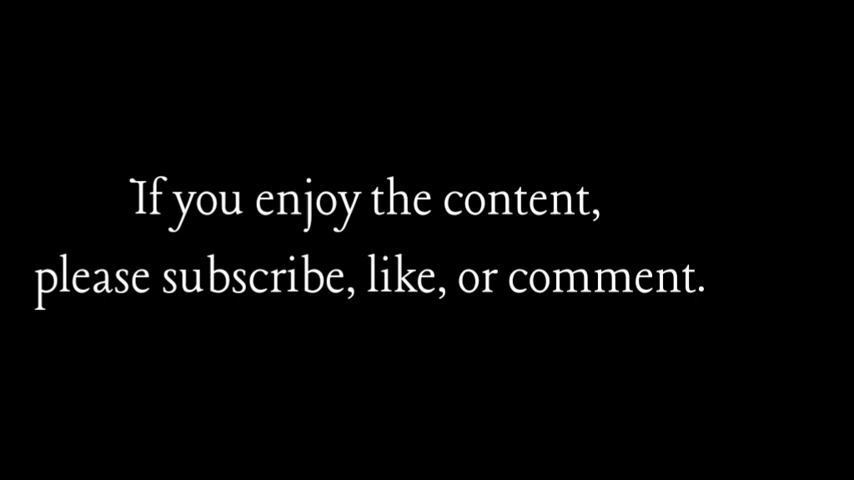 If you enjoy the content,
please subscribe, like, or comment.